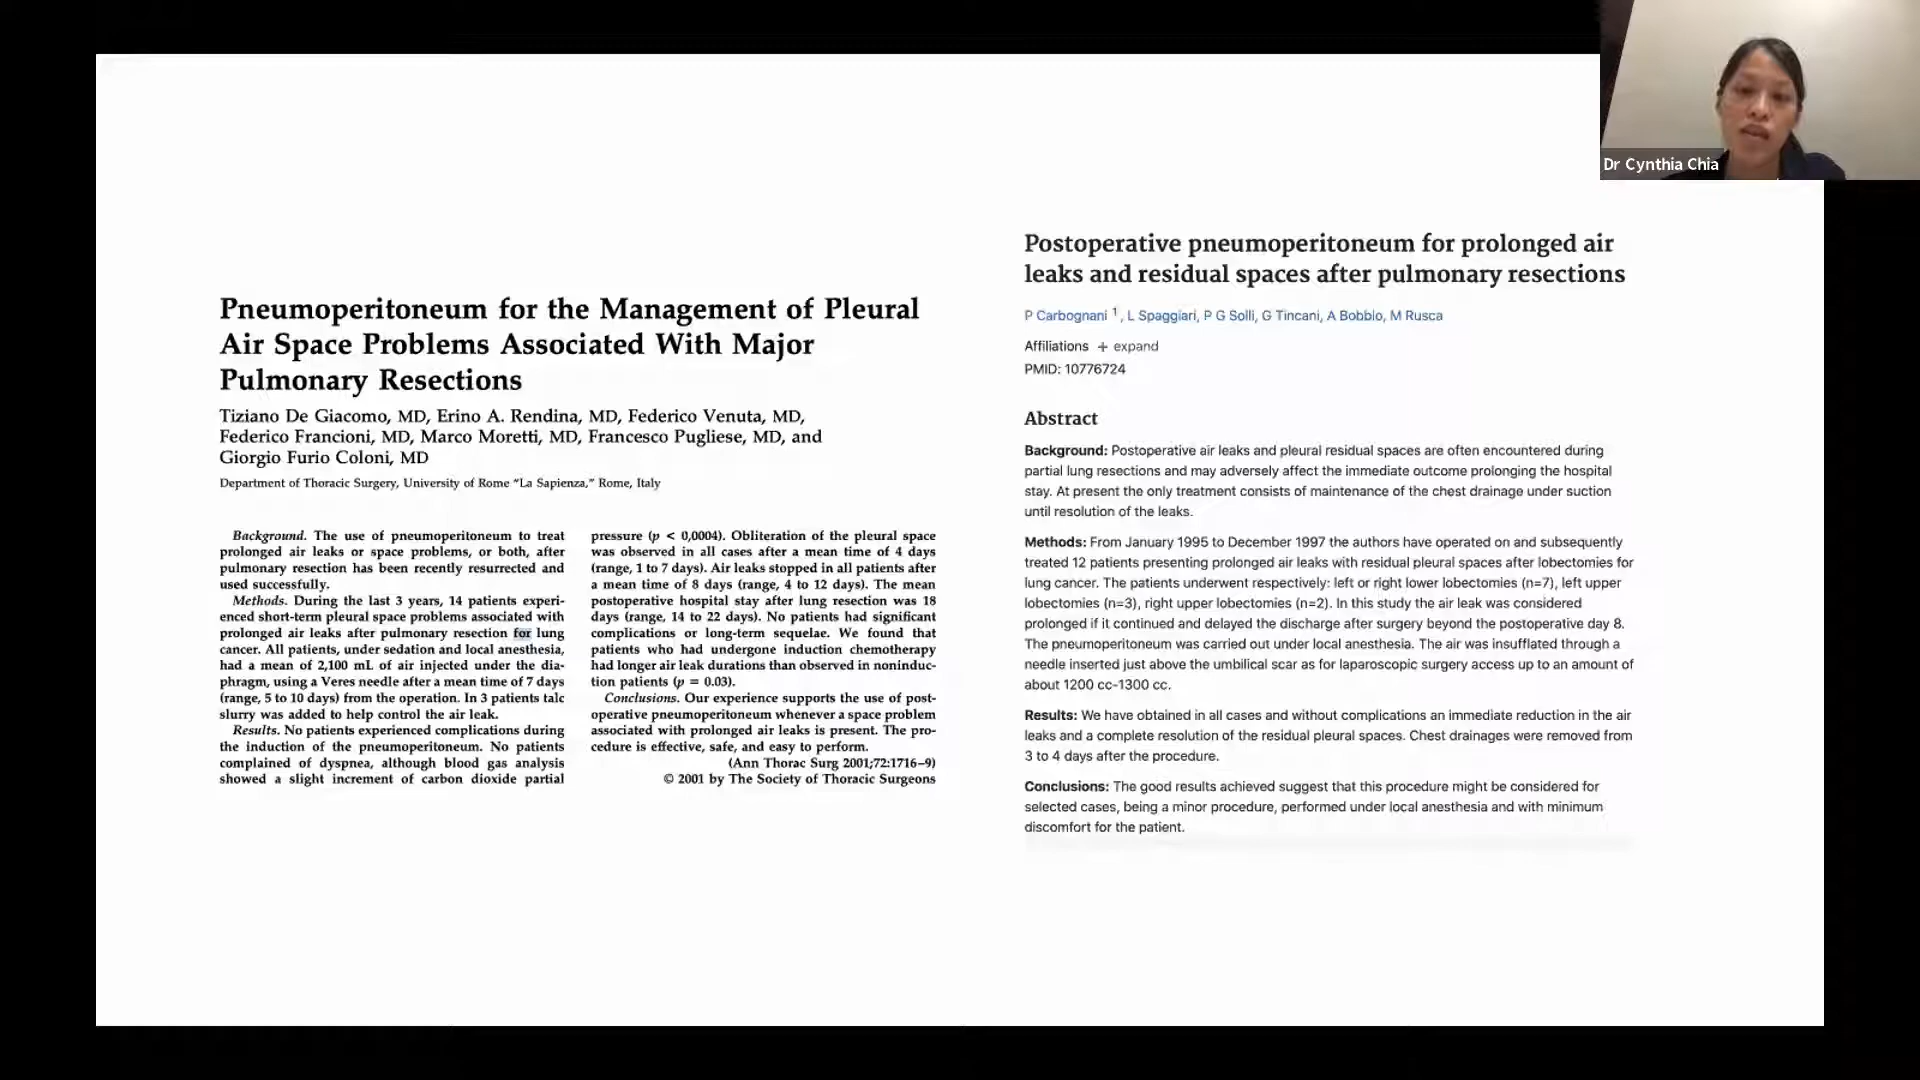 Dr Cynthia Chia
Pneumoperitoneum for the Management of Pleural
Air Space Problems Associated With Major
Pulmonary Resections
Tiziano De Giacomo, MD, Erino A. Rendina, MD, Federico Venuta, MD,
Federico Francioni, MD, Marco Moretti, MD, Francesco Pugliese, MD, and
Giorgio Furio Coloni, MD
Department of Thoracic Surgery, University of Rome “La Sapienza,” Rome, Italy
Background. The use of pneumoperitoneum to treat
prolonged air leaks or space problems, or both, after
pulmonary resection has been recently resurrected and
used successfully.
Methods. During the last 3 years, 14 patients experi-
enced short-term pleural space problems associated with
prolonged air leaks after pulmonary resection for lung
cancer. All patients, under sedation and local anesthesia,
had a mean of 2,100 mL of air injected under the dia-
phragm, using a Veres needle after a mean time of 7 days
(range, 5 to 10 days) from the operation. In 3 patients talc
slurry was added to help control the air leak.
Results. No patients experienced complications during
the induction of the pneumoperitoneum. No patients
complained of dyspnea, although blood gas analysis
showed a slight increment of carbon dioxide partial
pressure (p < 0,0004). Obliteration of the pleural space
was observed in all cases after a mean time of 4 days
(range, 1 to 7 days). Air leaks stopped in all patients after
a mean time of 8 days (range, 4 to 12 days). The mean
postoperative hospital stay after lung resection was 18
days (range, 14 to 22 days). No patients had significant
complications or long-term sequelae. We found that
patients who had undergone induction chemotherapy
had longer air leak durations than observed in noninduc-
tion patients (p = 0.03).
Conclusions. Our experience supports the use of post-
operative pneumoperitoneum whenever a space problem
associated with prolonged air leaks is present. The pro-
cedure is effective, safe, and easy to perform.
(Ann Thorac Surg 2001;72:1716–9)
© 2001 by The Society of Thoracic Surgeons
Postoperative pneumoperitoneum for prolonged air
leaks and residual spaces after pulmonary resections
P Carbognani 1, L Spaggiari, P G Solli, G Tincani, A Bobbio, M Rusca
Affiliations + expand
PMID: 10776724
Abstract
Background: Postoperative air leaks and pleural residual spaces are often encountered during
partial lung resections and may adversely affect the immediate outcome prolonging the hospital
stay. At present the only treatment consists of maintenance of the chest drainage under suction
until resolution of the leaks.
Methods: From January 1995 to December 1997 the authors have operated on and subsequently
treated 12 patients presenting prolonged air leaks with residual pleural spaces after lobectomies for
lung cancer. The patients underwent respectively: left or right lower lobectomies (n=7), left upper
lobectomies (n=3), right upper lobectomies (n=2). In this study the air leak was considered
prolonged if it continued and delayed the discharge after surgery beyond the postoperative day 8.
The pneumoperitoneum was carried out under local anesthesia. The air was insufflated through a
needle inserted just above the umbilical scar as for laparoscopic surgery access up to an amount of
about 1200 cc-1300 cc.
Results: We have obtained in all cases and without complications an immediate reduction in the air
leaks and a complete resolution of the residual pleural spaces. Chest drainages were removed from
3 to 4 days after the procedure.
Conclusions: The good results achieved suggest that this procedure might be considered for
selected cases, being a minor procedure, performed under local anesthesia and with minimum
discomfort for the patient.